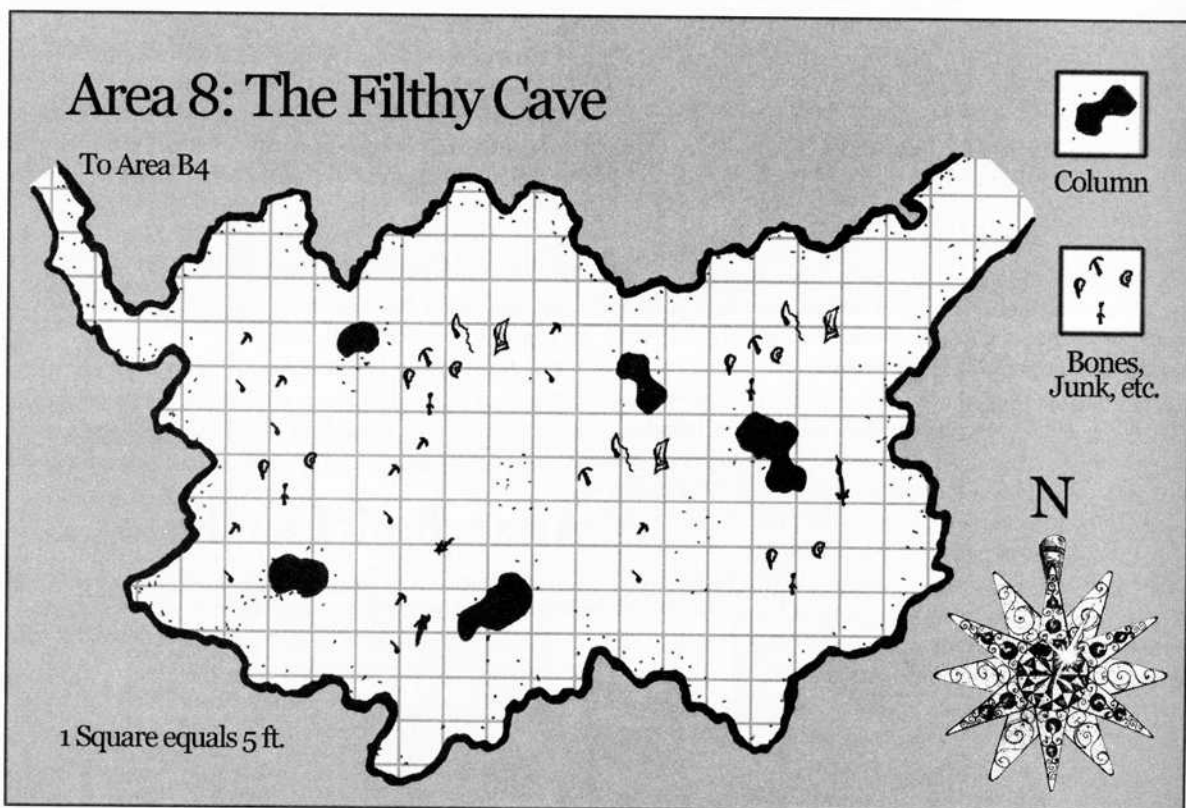 Area 8: The Filthy Cave
To Area B4
Column
Bones,
Junk, etc.
N
1 Square equals 5 ft.